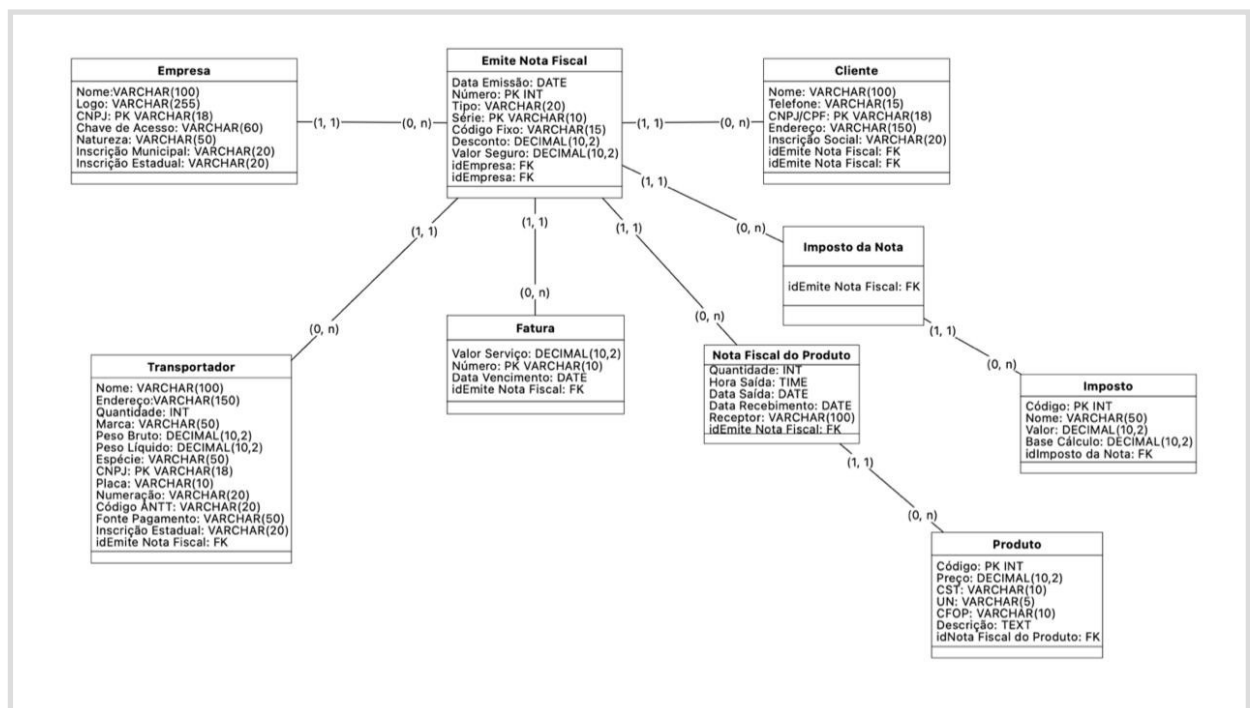 Empresa
Nome:VARCHAR(100)
Logo: VARCHAR(255)
CNPJ: PK VARCHAR(18)
Chave de Acesso: VARCHAR(60)
Natureza: VARCHAR(50)
Inscrição Municipal: VARCHAR(20)
Inscrição Estadual: VARCHAR(20)
(1, 1)
(0, n)
Emite Nota Fiscal
Data Emissão: DATE
Número: PK INT
Tipo: VARCHAR(20)
Série: PK VARCHAR(10)
Código Fixo: VARCHAR(15)
Desconto: DECIMAL(10,2)
Valor Seguro: DECIMAL(10,2)
idEmpresa: FK
idEmpresa: FK
(1, 1)
(0, n)
Cliente
Nome: VARCHAR(100)
Telefone: VARCHAR(15)
CNPJ/CPF: PK VARCHAR(18)
Endereço: VARCHAR(150)
Inscrição Social: VARCHAR(20)
idEmite Nota Fiscal: FK
idEmite Nota Fiscal: FK
(1, 1)
(0, n)
Imposto da Nota
idEmite Nota Fiscal: FK
(1, 1)
(0, n)
(1, 1)
(0, n)
(1, 1)
(0, n)
Transportador
Nome: VARCHAR(100)
Endereço:VARCHAR(150)
Quantidade: INT
Marca: VARCHAR(50)
Peso Bruto: DECIMAL(10,2)
Peso Líquido: DECIMAL(10,2)
Espécie: VARCHAR(50)
CNPJ: PK VARCHAR(18)
Placa: VARCHAR(10)
Numeração: VARCHAR(20)
Código ANTT: VARCHAR(20)
Fonte Pagamento: VARCHAR(50)
Inscrição Estadual: VARCHAR(20)
idEmite Nota Fiscal: FK
Fatura
Valor Serviço: DECIMAL(10,2)
Número: PK VARCHAR(10)
Data Vencimento: DATE
idEmite Nota Fiscal: FK
Nota Fiscal do Produto
Quantidade: INT
Hora Saída: TIME
Data Saída: DATE
Data Recebimento: DATE
Receptor: VARCHAR(100)
idEmite Nota Fiscal: FK
(1, 1)
(0, n)
Imposto
Código: PK INT
Nome: VARCHAR(50)
Valor: DECIMAL(10,2)
Base Cálculo: DECIMAL(10,2)
idImposto da Nota: FK
(1, 1)
(0, n)
Produto
Código: PK INT
Preço: DECIMAL(10,2)
CST: VARCHAR(10)
UN: VARCHAR(5)
CFOP: VARCHAR(10)
Descrição: TEXT
idNota Fiscal do Produto: FK